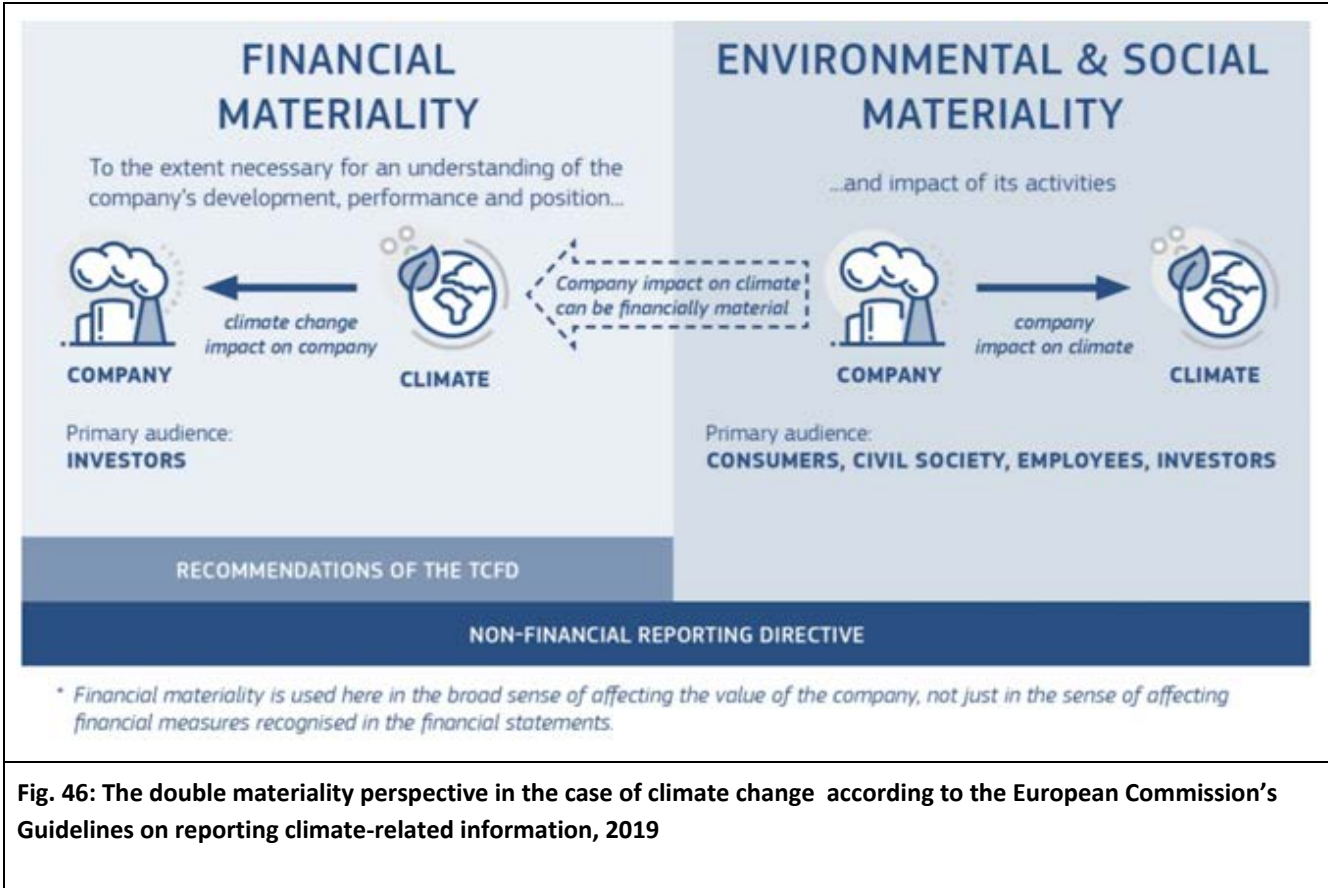 FINANCIAL
MATERIALITY
To the extent necessary for an understanding of the
company's development, performance and position...
climate change
impact on company
COMPANY
CLIMATE
Primary audience:
INVESTORS
Company impact on climate
can be financially material
ENVIRONMENTAL & SOCIAL
MATERIALITY
...and impact of its activities
company
impact on climate
COMPANY
CLIMATE
Primary audience:
CONSUMERS, CIVIL SOCIETY, EMPLOYEES, INVESTORS
RECOMMENDATIONS OF THE TCFD
NON-FINANCIAL REPORTING DIRECTIVE
* Financial materiality is used here in the broad sense of affecting the value of the company, not just in the sense of affecting
financial measures recognised in the financial statements.
Fig. 46: The double materiality perspective in the case of climate change according to the European Commission's
Guidelines on reporting climate-related information, 2019